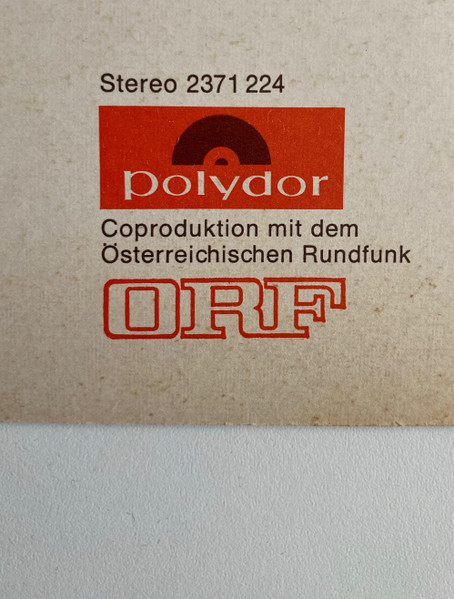 Stereo 2371 224
polydor
Coproduktion mit dem
Österreichischen Rundfunk
ORF